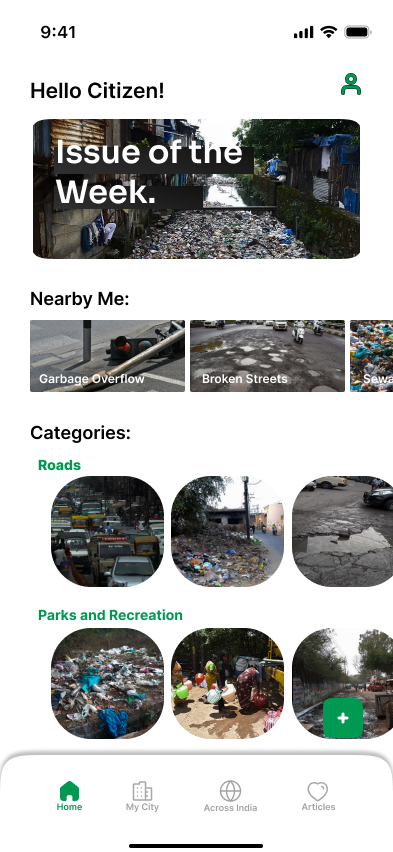 9:41
Hello Citizen!
Issue of the
Week.
Nearby Me:
Garbage Overflow
Broken Streets
Sewa
Categories:
Roads
Parks and Recreation
Home
My City
Across India
Articles